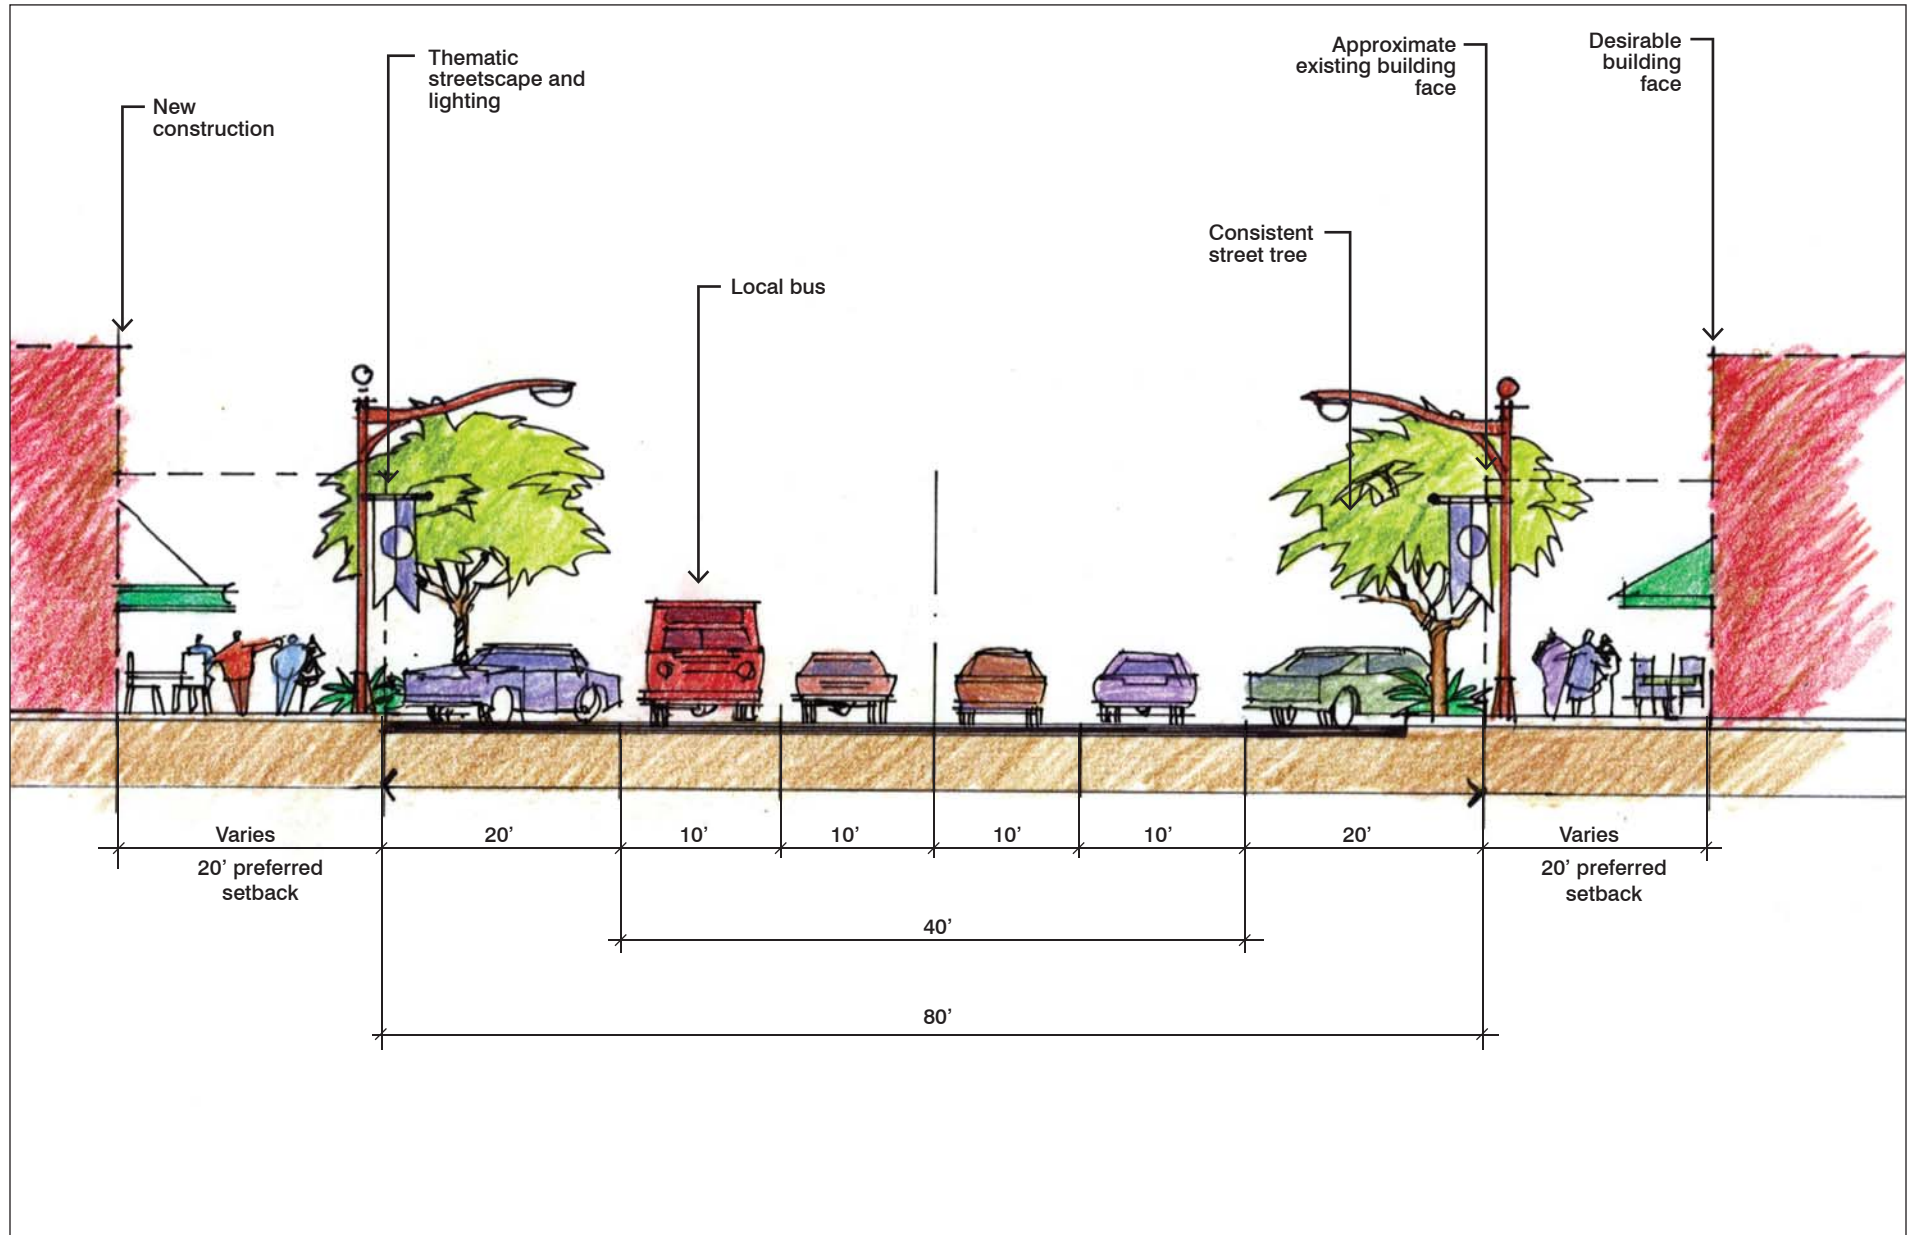 Thematic
streetscape and
lighting
New
construction
Approximate
existing building
face
Desirable
building
face
Consistent
street tree
Local bus
Varies
20’
10’
10’
10’
10’
20’
Varies
20’ preferred
setback
20’ preferred
setback
40’
80’